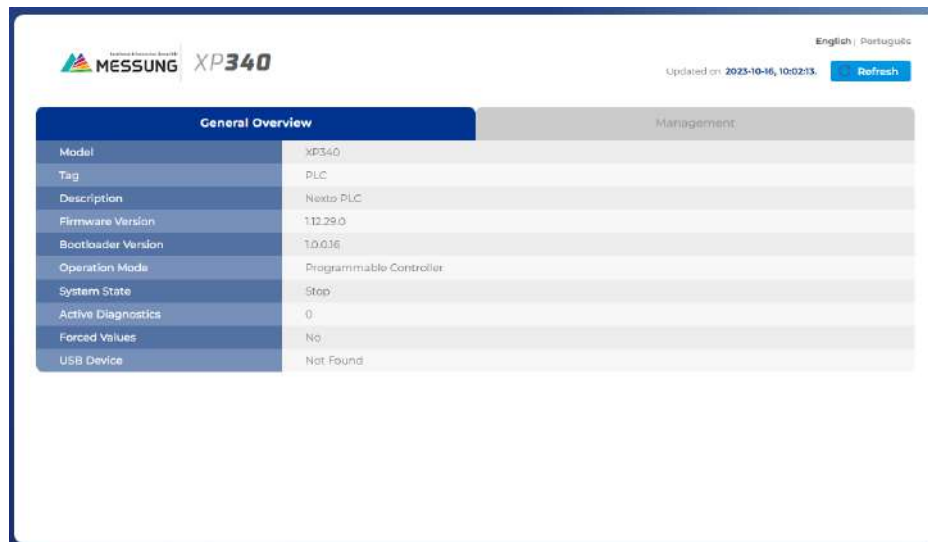 English | Português
MESSUNG XP340
Updated on 2023-10-16, 10:02:13. Refresh
General Overview Management
Model XP340
Tag PLC
Description Nexto PLC
Firmware Version 1.12.29.0
Bootloader Version 1.0.0.16
Operation Mode Programmable Controller
System State Stop
Active Diagnostics 0
Forced Values No
USB Device Not Found